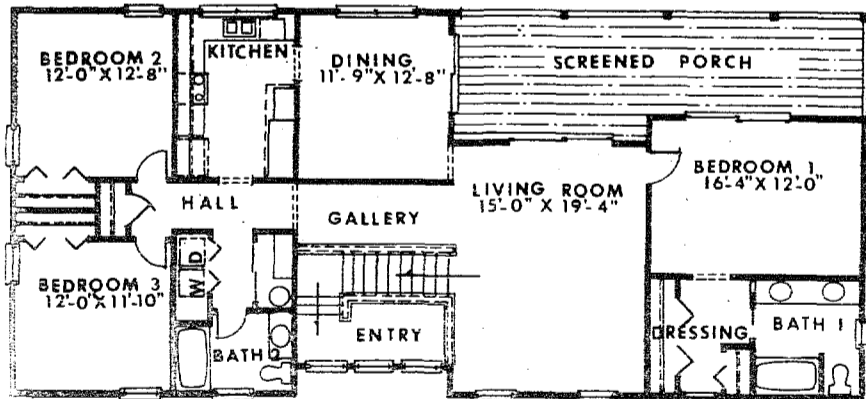 BEDROOM 2
12'-0" X 12'-8"
KITCHEN
DINING
11'-9" X 12'-8"
SCREENED PORCH
BEDROOM 1
16'-4" X 12'-0"
LIVING ROOM
15'-0" X 19'-4"
HALL
GALLERY
BEDROOM 3
12'-0" X 11'-10"
D
W
ENTRY
DRESSING
BATH 1
BATH 2